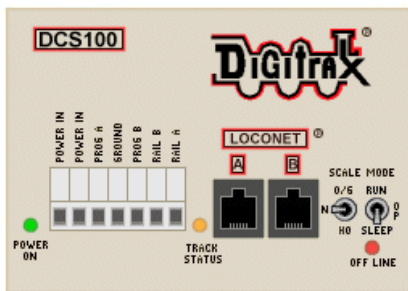 DCS100
DIGITRAX ®
POWER IN
POWER IN
PROG A
GROUND
PROG B
RAIL B
RAIL A
LOCONET ®
A
B
SCALE MODE
O/G
RUN
N
OP
HO
SLEEP
POWER ON
TRACK STATUS
OFF LINE